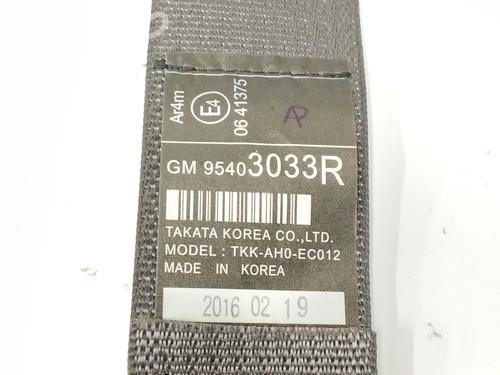 Ar4m
E4
06 41375
GM 95403033R
TAKATA KOREA CO.,LTD.
MODEL : TKK-AH0-EC012
MADE IN KOREA
2016 02 19